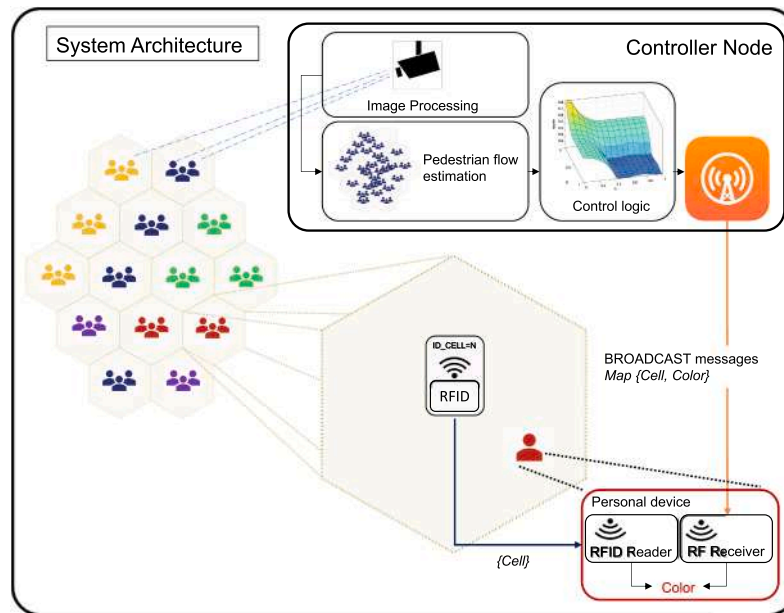 System Architecture
Controller Node
Image Processing
Pedestrian flow
estimation
Control logic
ID_CELL=N
RFID
BROADCAST messages
Map {Cell, Color}
Personal device
RFID Reader
RF Receiver
{Cell}
Color